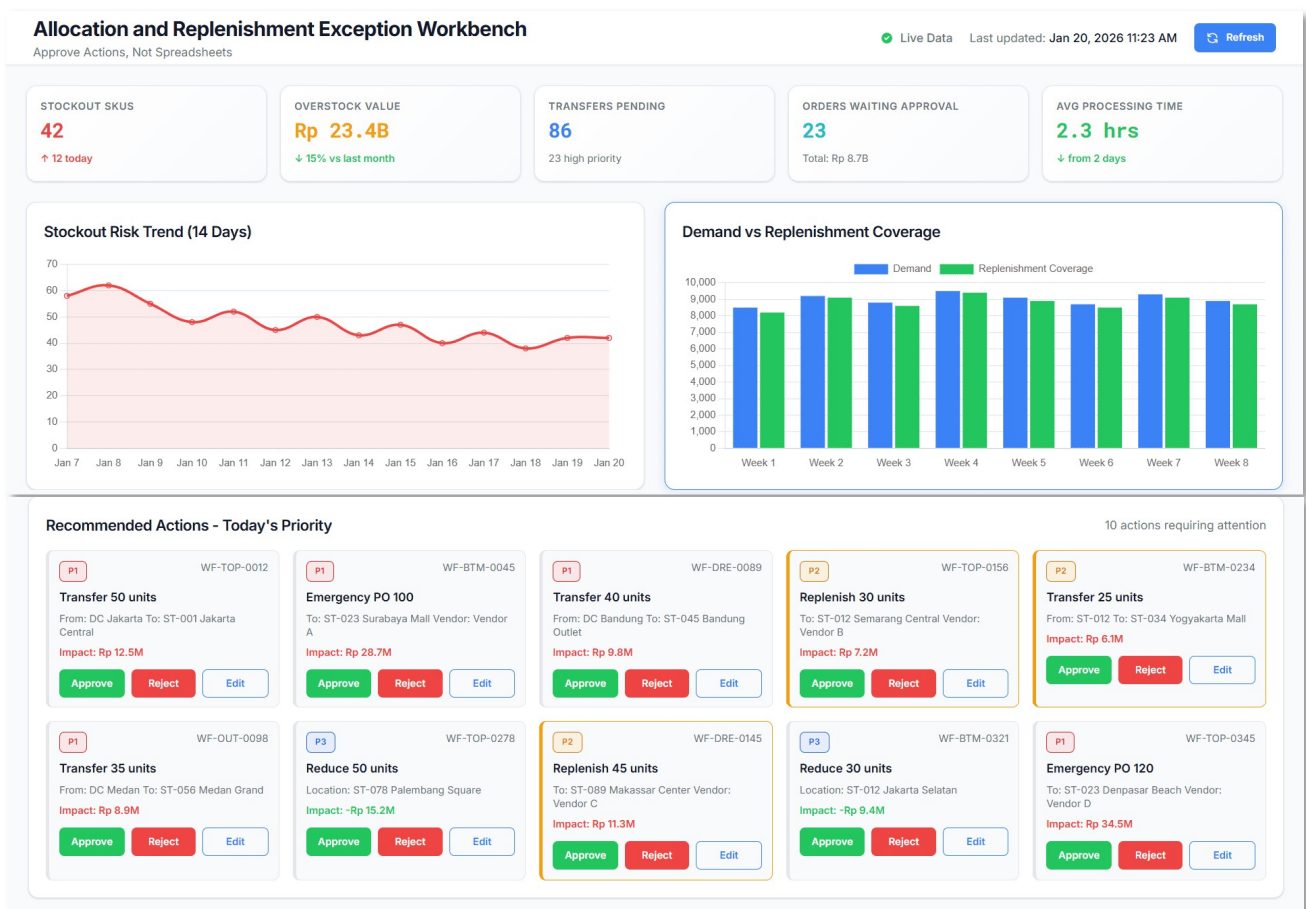 Allocation and Replenishment Exception Workbench
Approve Actions, Not Spreadsheets
Live Data
Last updated: Jan 20, 2026 11:23 AM
Refresh
STOCKOUT SKUS
42
↑ 12 today
OVERSTOCK VALUE
Rp 23.4B
↓ 15% vs last month
TRANSFERS PENDING
86
23 high priority
ORDERS WAITING APPROVAL
23
Total: Rp 8.7B
AVG PROCESSING TIME
2.3 hrs
↓ from 2 days
Stockout Risk Trend (14 Days)
70
60
50
40
30
20
10
0
Jan 7 Jan 8 Jan 9 Jan 10 Jan 11 Jan 12 Jan 13 Jan 14 Jan 15 Jan 16 Jan 17 Jan 18 Jan 19 Jan 20
Demand vs Replenishment Coverage
Demand Replenishment Coverage
10,000
9,000
8,000
7,000
6,000
5,000
4,000
3,000
2,000
1,000
0
Week 1 Week 2 Week 3 Week 4 Week 5 Week 6 Week 7 Week 8
Recommended Actions - Today's Priority
10 actions requiring attention
P1 WF-TOP-0012
Transfer 50 units
From: DC Jakarta To: ST-001 Jakarta
Central
Impact: Rp 12.5M
Approve Reject Edit
P1 WF-BTM-0045
Emergency PO 100
To: ST-023 Surabaya Mall Vendor: Vendor
A
Impact: Rp 28.7M
Approve Reject Edit
P1 WF-DRE-0089
Transfer 40 units
From: DC Bandung To: ST-045 Bandung
Outlet
Impact: Rp 9.8M
Approve Reject Edit
P2 WF-TOP-0156
Replenish 30 units
To: ST-012 Semarang Central Vendor:
Vendor B
Impact: Rp 7.2M
Approve Reject Edit
P2 WF-BTM-0234
Transfer 25 units
From: ST-012 To: ST-034 Yogyakarta Mall
Impact: Rp 6.1M
Approve Reject Edit
P1 WF-OUT-0098
Transfer 35 units
From: DC Medan To: ST-056 Medan Grand
Impact: Rp 8.9M
Approve Reject Edit
P3 WF-TOP-0278
Reduce 50 units
Location: ST-078 Palembang Square
Impact: -Rp 15.2M
Approve Reject Edit
P2 WF-DRE-0145
Replenish 45 units
To: ST-089 Makassar Center Vendor:
Vendor C
Impact: Rp 11.3M
Approve Reject Edit
P3 WF-BTM-0321
Reduce 30 units
Location: ST-012 Jakarta Selatan
Impact: -Rp 9.4M
Approve Reject Edit
P1 WF-TOP-0345
Emergency PO 120
To: ST-023 Denpasar Beach Vendor:
Vendor D
Impact: Rp 34.5M
Approve Reject Edit